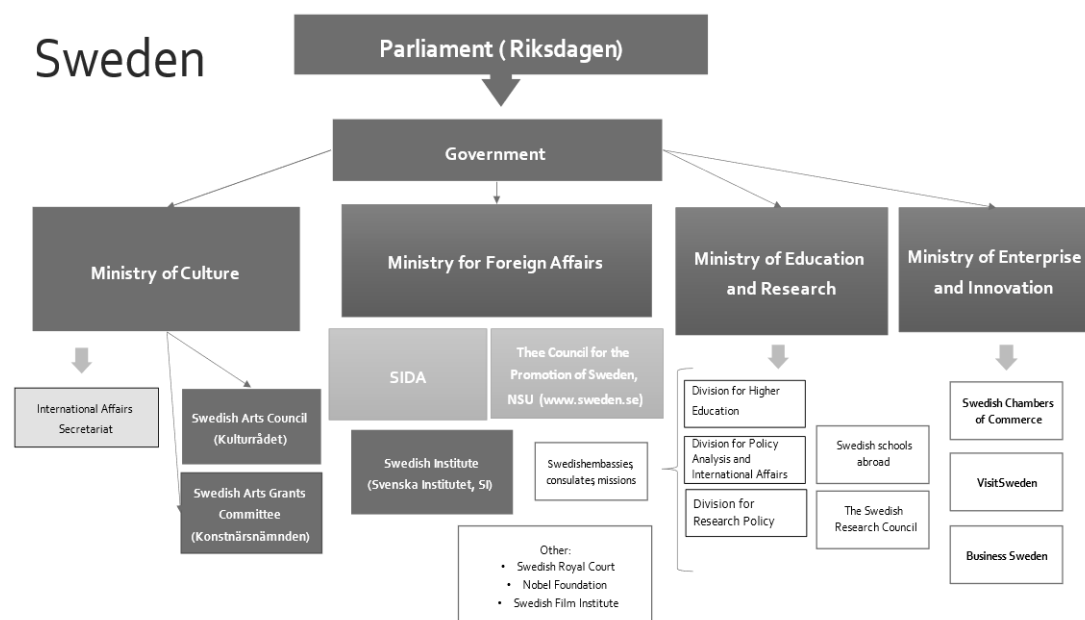 Sweden
Parliament ( Riksdagen)
Government
Ministry of Culture
Ministry for Foreign Affairs
Ministry of Education
and Research
Ministry of Enterprise
and Innovation
International Affairs
Secretariat
Swedish Arts Council
(Kulturrådet)
Swedish Arts Grants
Committee
(Konstnärsnämnden)
SIDA
Thee Council for the
Promotion of Sweden,
NSU (www.sweden.se)
Swedish Institute
(Svenska Institutet, SI)
Swedishembassies,
consulates, missions
Other:
• Swedish Royal Court
• Nobel Foundation
• Swedish Film Institute
Division for Higher
Education
Division for Policy
Analysis and
International Affairs
Division for
Research Policy
Swedish schools
abroad
The Swedish
Research Council
Swedish Chambers
of Commerce
VisitSweden
Business Sweden